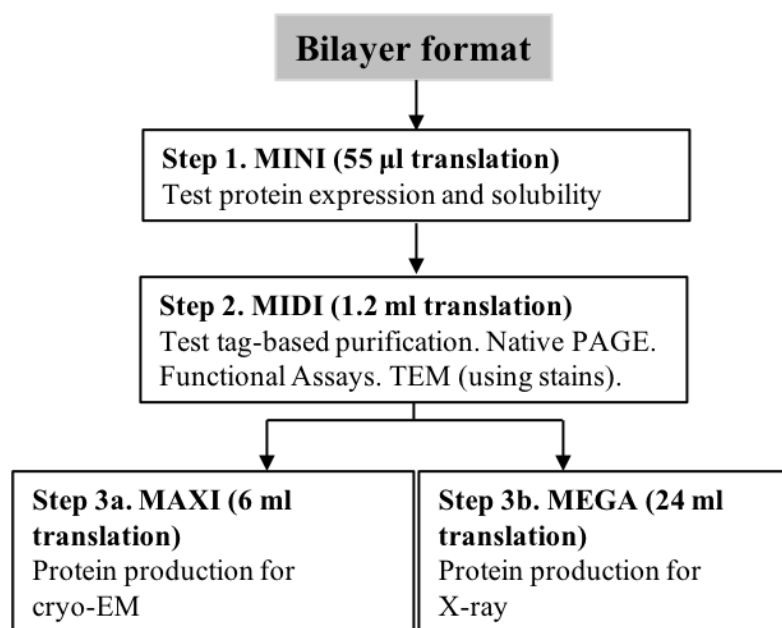 Bilayer format
Step 1. MINI (55 µl translation)
Test protein expression and solubility
Step 2. MIDI (1.2 ml translation)
Test tag-based purification. Native PAGE.
Functional Assays. TEM (using stains).
Step 3a. MAXI (6 ml
translation)
Protein production for
cryo-EM
Step 3b. MEGA (24 ml
translation)
Protein production for
X-ray